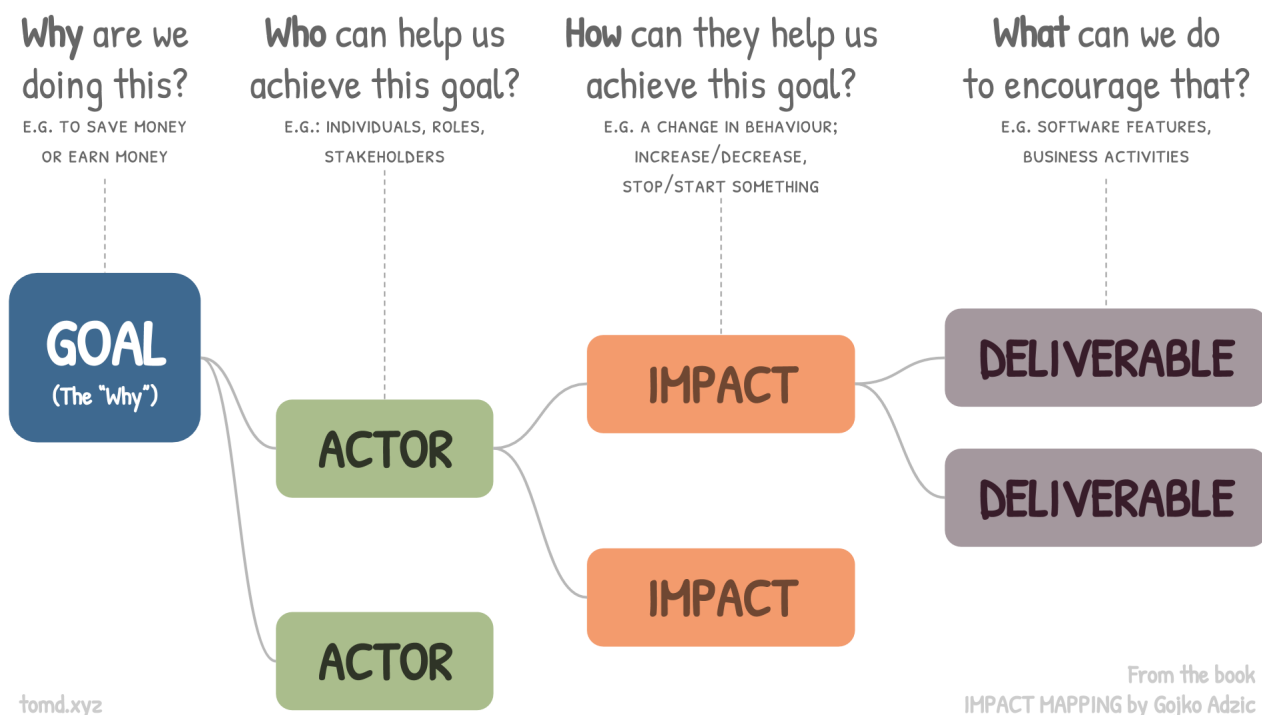 Why are we
doing this?
E.G. TO SAVE MONEY
OR EARN MONEY
Who can help us
achieve this goal?
E.G.: INDIVIDUALS, ROLES,
STAKEHOLDERS
How can they help us
achieve this goal?
E.G. A CHANGE IN BEHAVIOUR;
INCREASE/DECREASE,
STOP/START SOMETHING
What can we do
to encourage that?
E.G. SOFTWARE FEATURES,
BUSINESS ACTIVITIES
GOAL
(The "Why")
ACTOR
ACTOR
IMPACT
IMPACT
DELIVERABLE
DELIVERABLE
tomd.xyz
From the book
IMPACT MAPPING by Gojko Adzic